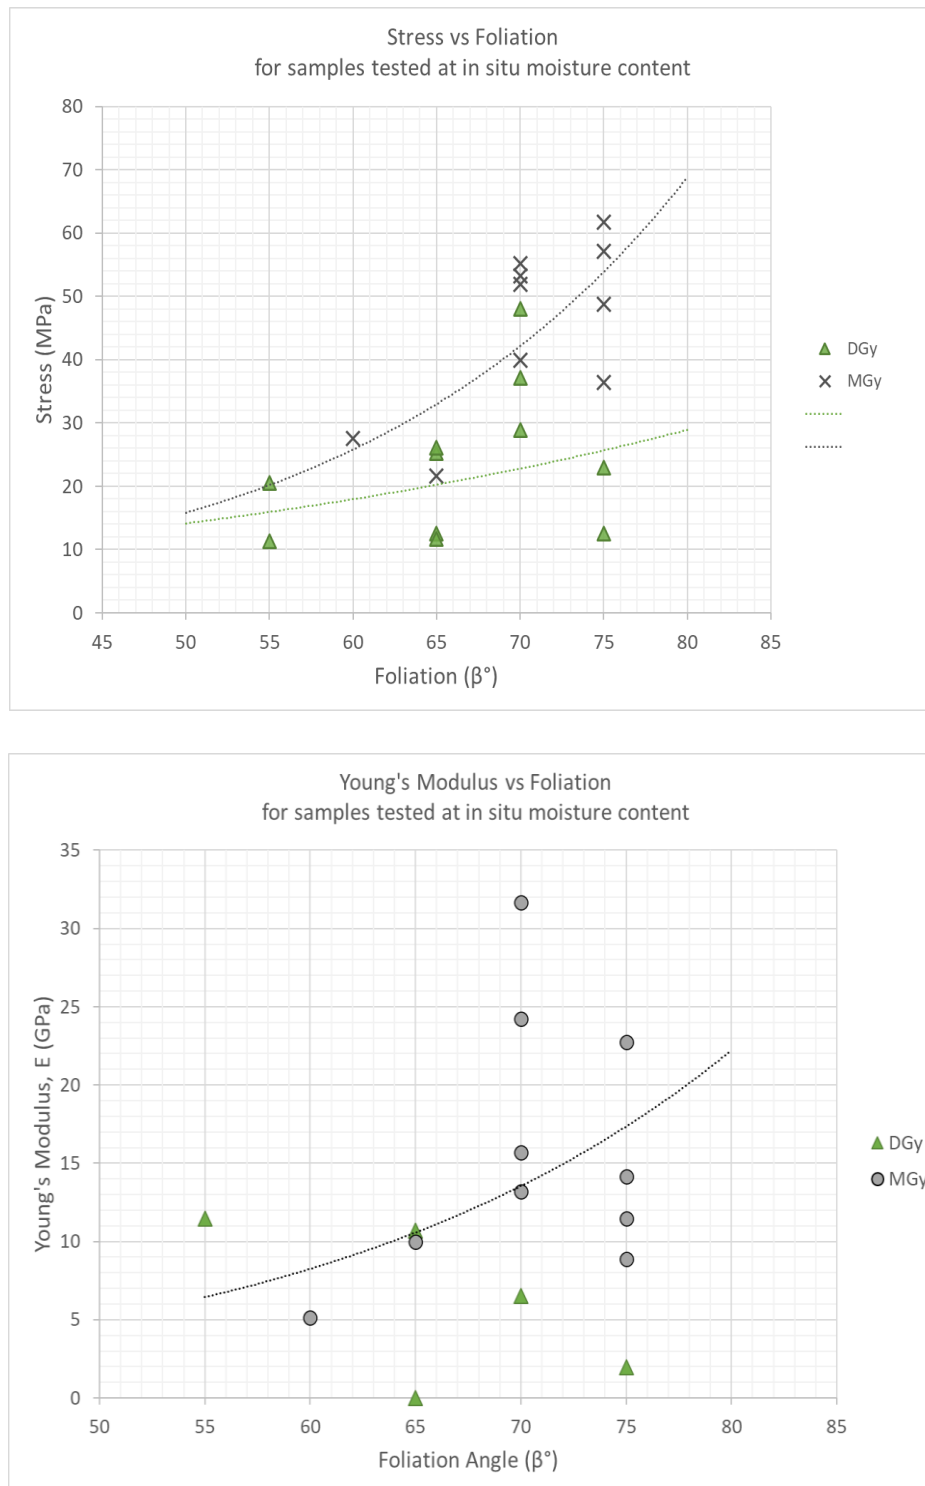 Stress vs Foliation
for samples tested at in situ moisture content
80
70
60
50
40
30
20
10
0
Stress (MPa)
45 50 55 60 65 70 75 80 85
Foliation (β°)
DGy
MGy
Young's Modulus vs Foliation
for samples tested at in situ moisture content
35
30
25
20
15
10
5
0
Young's Modulus, E (GPa)
50 55 60 65 70 75 80 85
Foliation Angle (β°)
DGy
MGy